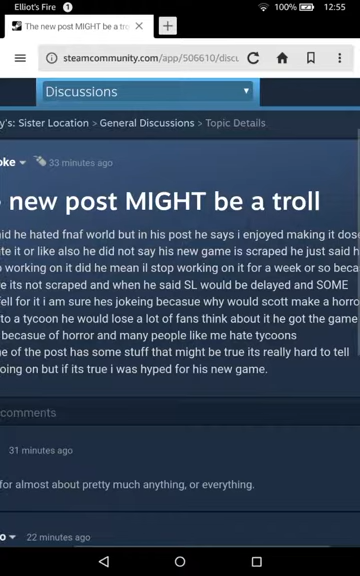 Elliot's Fire 1 100% 12:55
The new post MIGHT be a tro
steamcommunity.com/app/506610/discu
Discussions
y's: Sister Location > General Discussions > Topic Details
oke 33 minutes ago
new post MIGHT be a troll
id he hated fnaf world but in his post he says i enjoyed making it dose
te it or like also he did not say his new game is scraped he just said h
working on it did he mean il stop working on it for a week or so beca
re its not scraped and when he said SL would be delayed and SOME
fell for it i am sure hes jokeing becasue why would scott make a horro
to a tycoon he would lose a lot of fans think about it he got the game
becasue of horror and many people like me hate tycoons
e of the post has some stuff that might be true its really hard to tell
oing on but if its true i was hyped for his new game.
comments
31 minutes ago
for almost about pretty much anything, or everything.
o 22 minutes ago